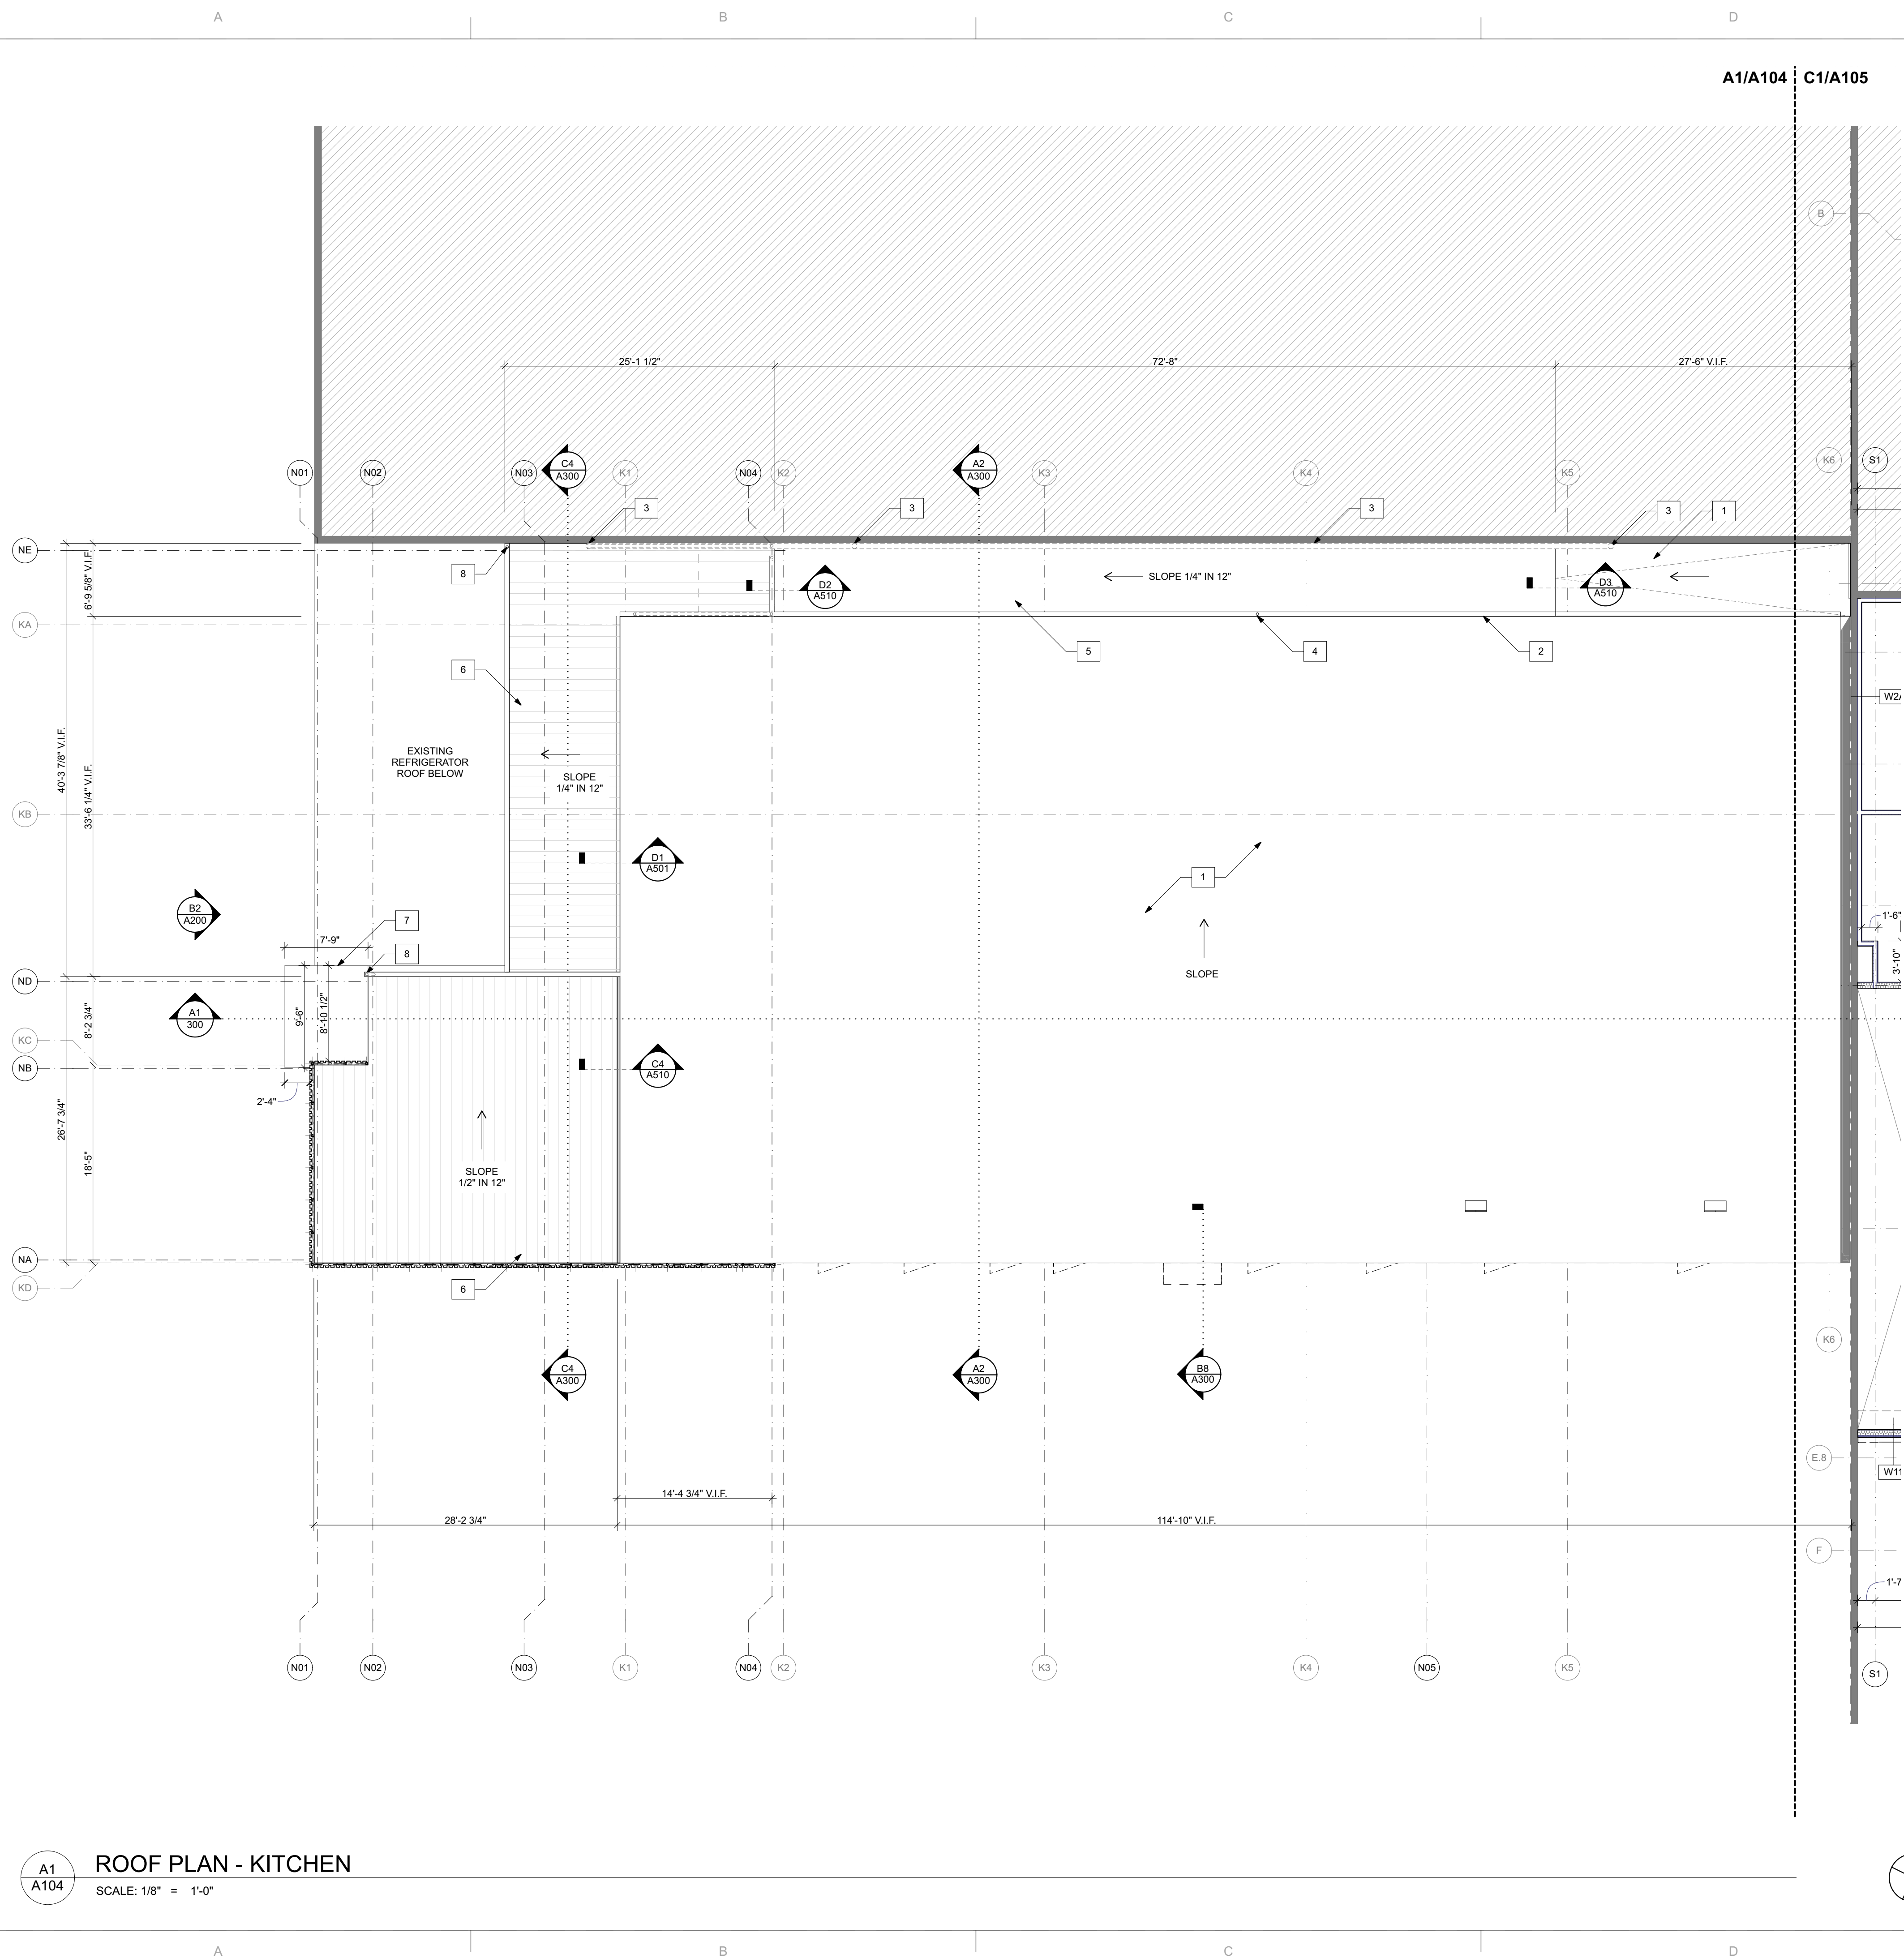 A B C D
A1/A104 C1/A105
B
25'-1 1/2" 72'-8" 27'-6" V.I.F.
N01 N02 N03 C4 K1 N04 K2 A2 K3 K4 K5 K6 S1
A300 A300
3 3 3 3 1
NE
8
6'-9 5/8" V.I.F.
SLOPE 1/4" IN 12"
D2
A510
D3
A510
KA
5 4 2
6
W2/
40'-3 7/8" V.I.F.
33'-6 1/4" V.I.F.
EXISTING
REFRIGERATOR
ROOF BELOW
SLOPE
1/4" IN 12"
KB
D1
A501
1
B2
A200
7
7'-9"
8
1'-6"
3'-10"
SLOPE
ND
A1
300
8'-2 3/4"
9'-6"
8'-10 1/2"
KC
NB
C4
A510
2'-4"
26'-7 3/4"
18'-5"
SLOPE
1/2" IN 12"
NA
KD
6
K6
C4
A300
A2
A300
B8
A300
E.8
W11
14'-4 3/4" V.I.F.
28'-2 3/4" 114'-10" V.I.F.
F
1'-7
N01 N02 N03 K1 N04 K2 K3 K4 N05 K5 S1
A1
A104
ROOF PLAN - KITCHEN
SCALE: 1/8" = 1'-0"
A B C D